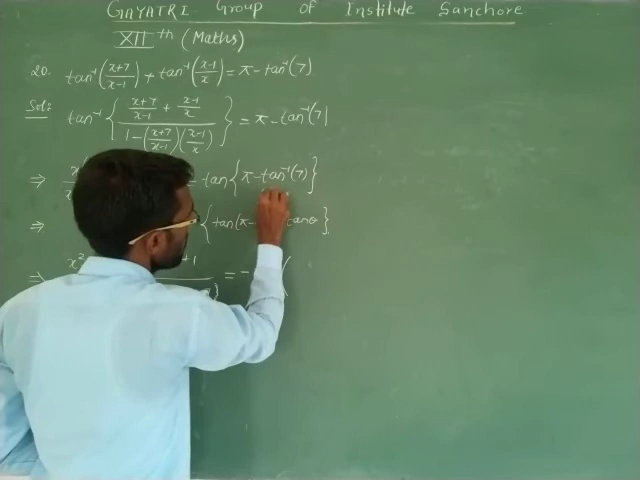 GAYATRI Group of Institute Sanchore
XII th (Maths)
20. tan⁻¹(x+7/x-1) + tan⁻¹(x-1/x) = π - tan⁻¹(7)
Sol: tan⁻¹{ (x+7/x-1 + x-1/x) / (1-(x+7/x-1)(x-1/x)) } = π - tan⁻¹(7)
⇒ tan{π-tan⁻¹(7)}
⇒ {tan(π- tanθ}
⇒ x² +1 = - (